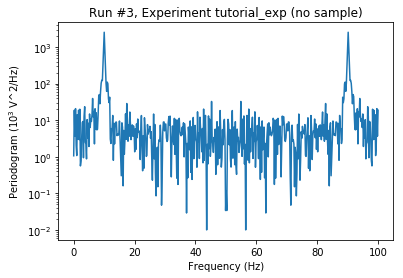 Run #3, Experiment tutorial_exp (no sample)
Periodogram (10³ V^2/Hz)
10³
10²
10¹
10⁰
10⁻¹
10⁻²
0 20 40 60 80 100
Frequency (Hz)